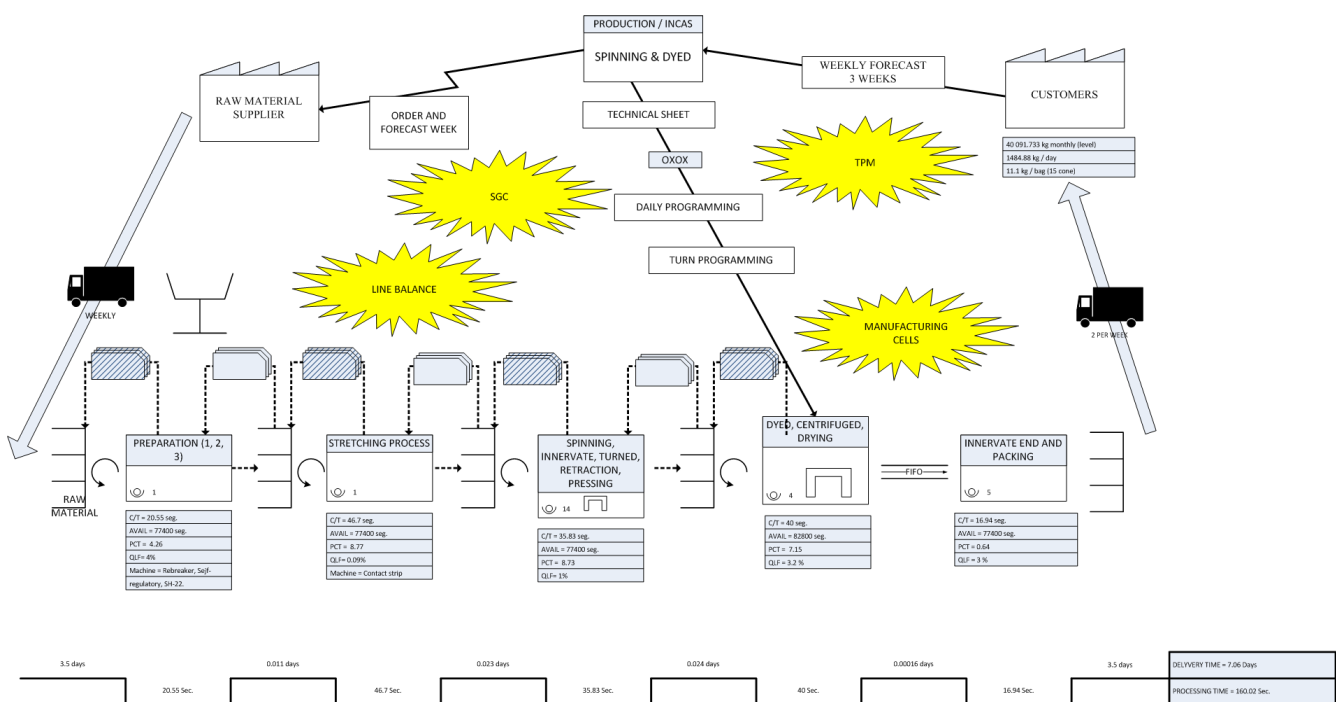 PRODUCTION / INCAS
SPINNING & DYED
RAW MATERIAL
SUPPLIER
ORDER AND
FORECAST WEEK
WEEKLY FORECAST
3 WEEKS
CUSTOMERS
40 091.733 kg monthly (level)
1484.88 kg / day
11.1 kg / bag (15 cone)
TECHNICAL SHEET
OXOX
DAILY PROGRAMMING
TURN PROGRAMMING
SGC
TPM
LINE BALANCE
MANUFACTURING
CELLS
WEEKLY
2 PER WEEK
RAW
MATERIAL
PREPARATION (1, 2,
3)
1
C/T = 20.55 seg.
AVAIL = 77400 seg.
PCT = 4.26
QLF= 4%
Machine = Rebreaker, Sejf-
regulatory, SH-22.
STRETCHING PROCESS
1
C/T = 46.7 seg.
AVAIL = 77400 seg.
PCT = 8.77
QLF= 0.09%
Machine = Contact strip
SPINNING,
INNERVATE, TURNED,
RETRACTION,
PRESSING
14
C/T = 35.83 seg.
AVAIL = 77400 seg.
PCT = 8.73
QLF= 1%
DYED, CENTRIFUGED,
DRYING
4
C/T = 40 seg.
AVAIL = 82800 seg.
PCT = 7.15
QLF = 3.2 %
FIFO
INNERVATE END AND
PACKING
5
C/T = 16.94 seg.
AVAIL = 77400 seg.
PCT = 0.64
QLF = 3 %
3.5 days
0.011 days
0.023 days
0.024 days
0.00016 days
3.5 days
DELYVERY TIME = 7.06 Days
20.55 Sec.
46.7 Sec.
35.83 Sec.
40 Sec.
16.94 Sec.
PROCESSING TIME = 160.02 Sec.